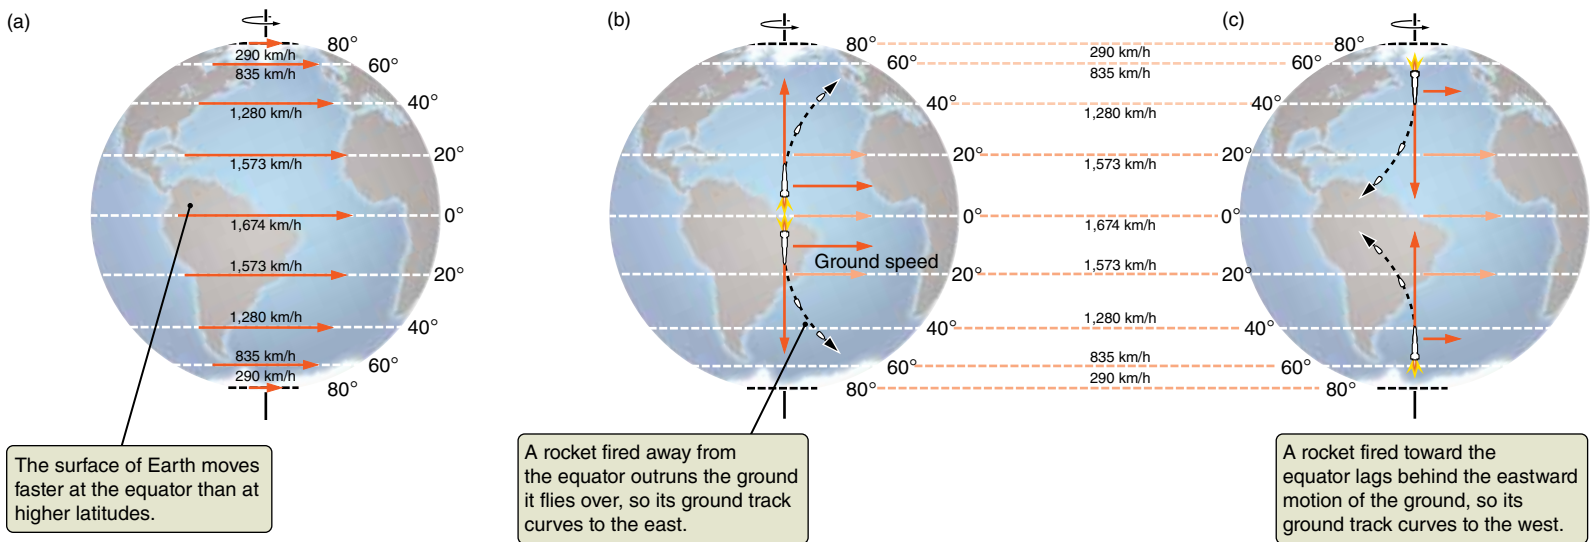 (a)
80°
290 km/h
60°
835 km/h
40°
1,280 km/h
20°
1,573 km/h
0°
1,674 km/h
1,573 km/h
20°
1,280 km/h
40°
835 km/h
60°
290 km/h
80°
The surface of Earth moves
faster at the equator than at
higher latitudes.
(b)
80°
60°
40°
20°
0°
Ground speed
20°
40°
60°
80°
A rocket fired away from
the equator outruns the ground
it flies over, so its ground track
curves to the east.
290 km/h
835 km/h
1,280 km/h
1,573 km/h
1,674 km/h
1,573 km/h
1,280 km/h
835 km/h
290 km/h
(c)
80°
60°
40°
20°
0°
20°
40°
60°
80°
A rocket fired toward the
equator lags behind the eastward
motion of the ground, so its
ground track curves to the west.